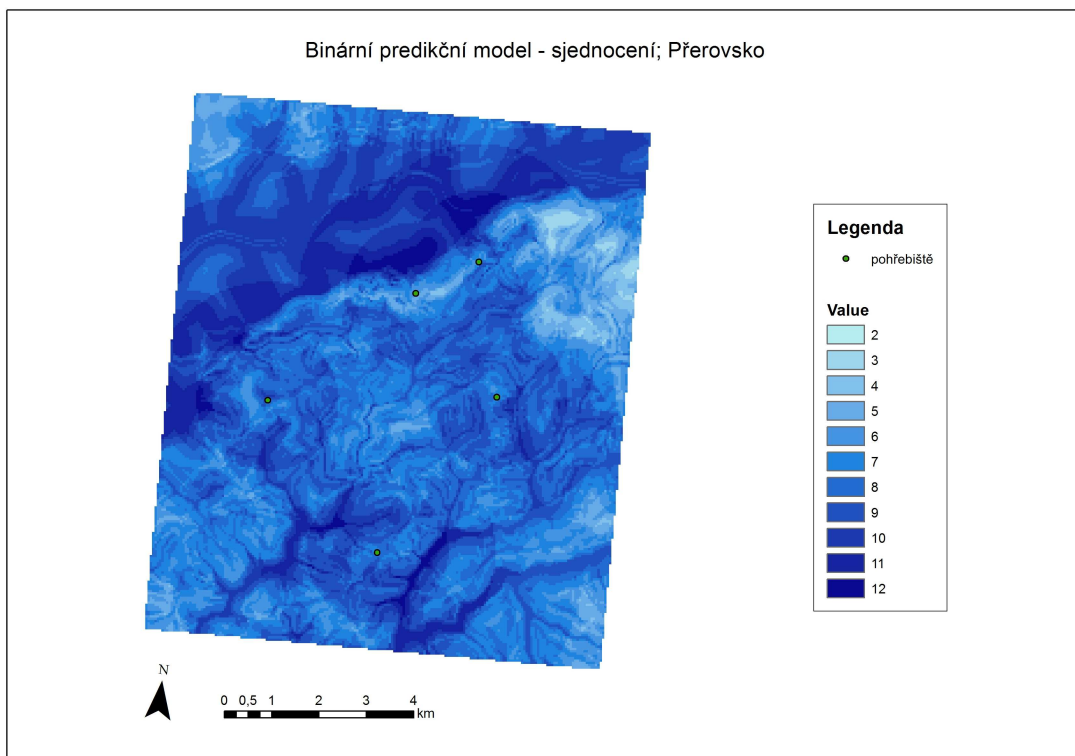 Binární predikční model - sjednocení; Přerovsko
Legenda
pohřebiště
Value
2
3
4
5
6
7
8
9
10
11
12
N
0 0,5 1 2 3 4
km